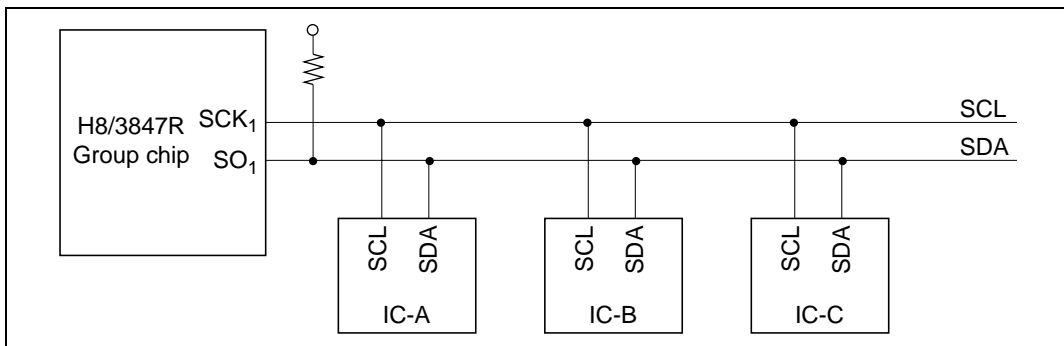 H8/3847R
Group chip
SCK₁
SO₁
SCL
SDA
SCL SDA
IC-A
SCL SDA
IC-B
SCL SDA
IC-C